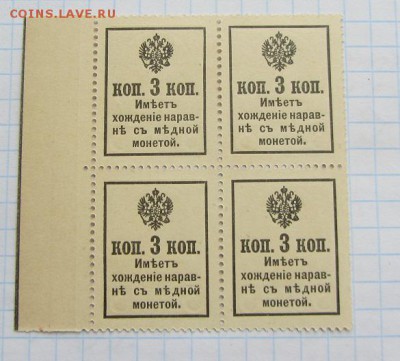 COINS.LAVE.RU
КОП. 3 КОП.
Имѣетъ
хожденіе нарав-
нѣ съ мѣдной
монетой.
КОП. 3 КОП.
Имѣетъ
хожденіе нарав-
нѣ съ мѣдной
монетой.
КОП. 3 КОП.
Имѣетъ
хожденіе нарав-
нѣ съ мѣдной
монетой.
КОП. 3 КОП.
Имѣетъ
хожденіе нарав-
нѣ съ мѣдной
монетой.